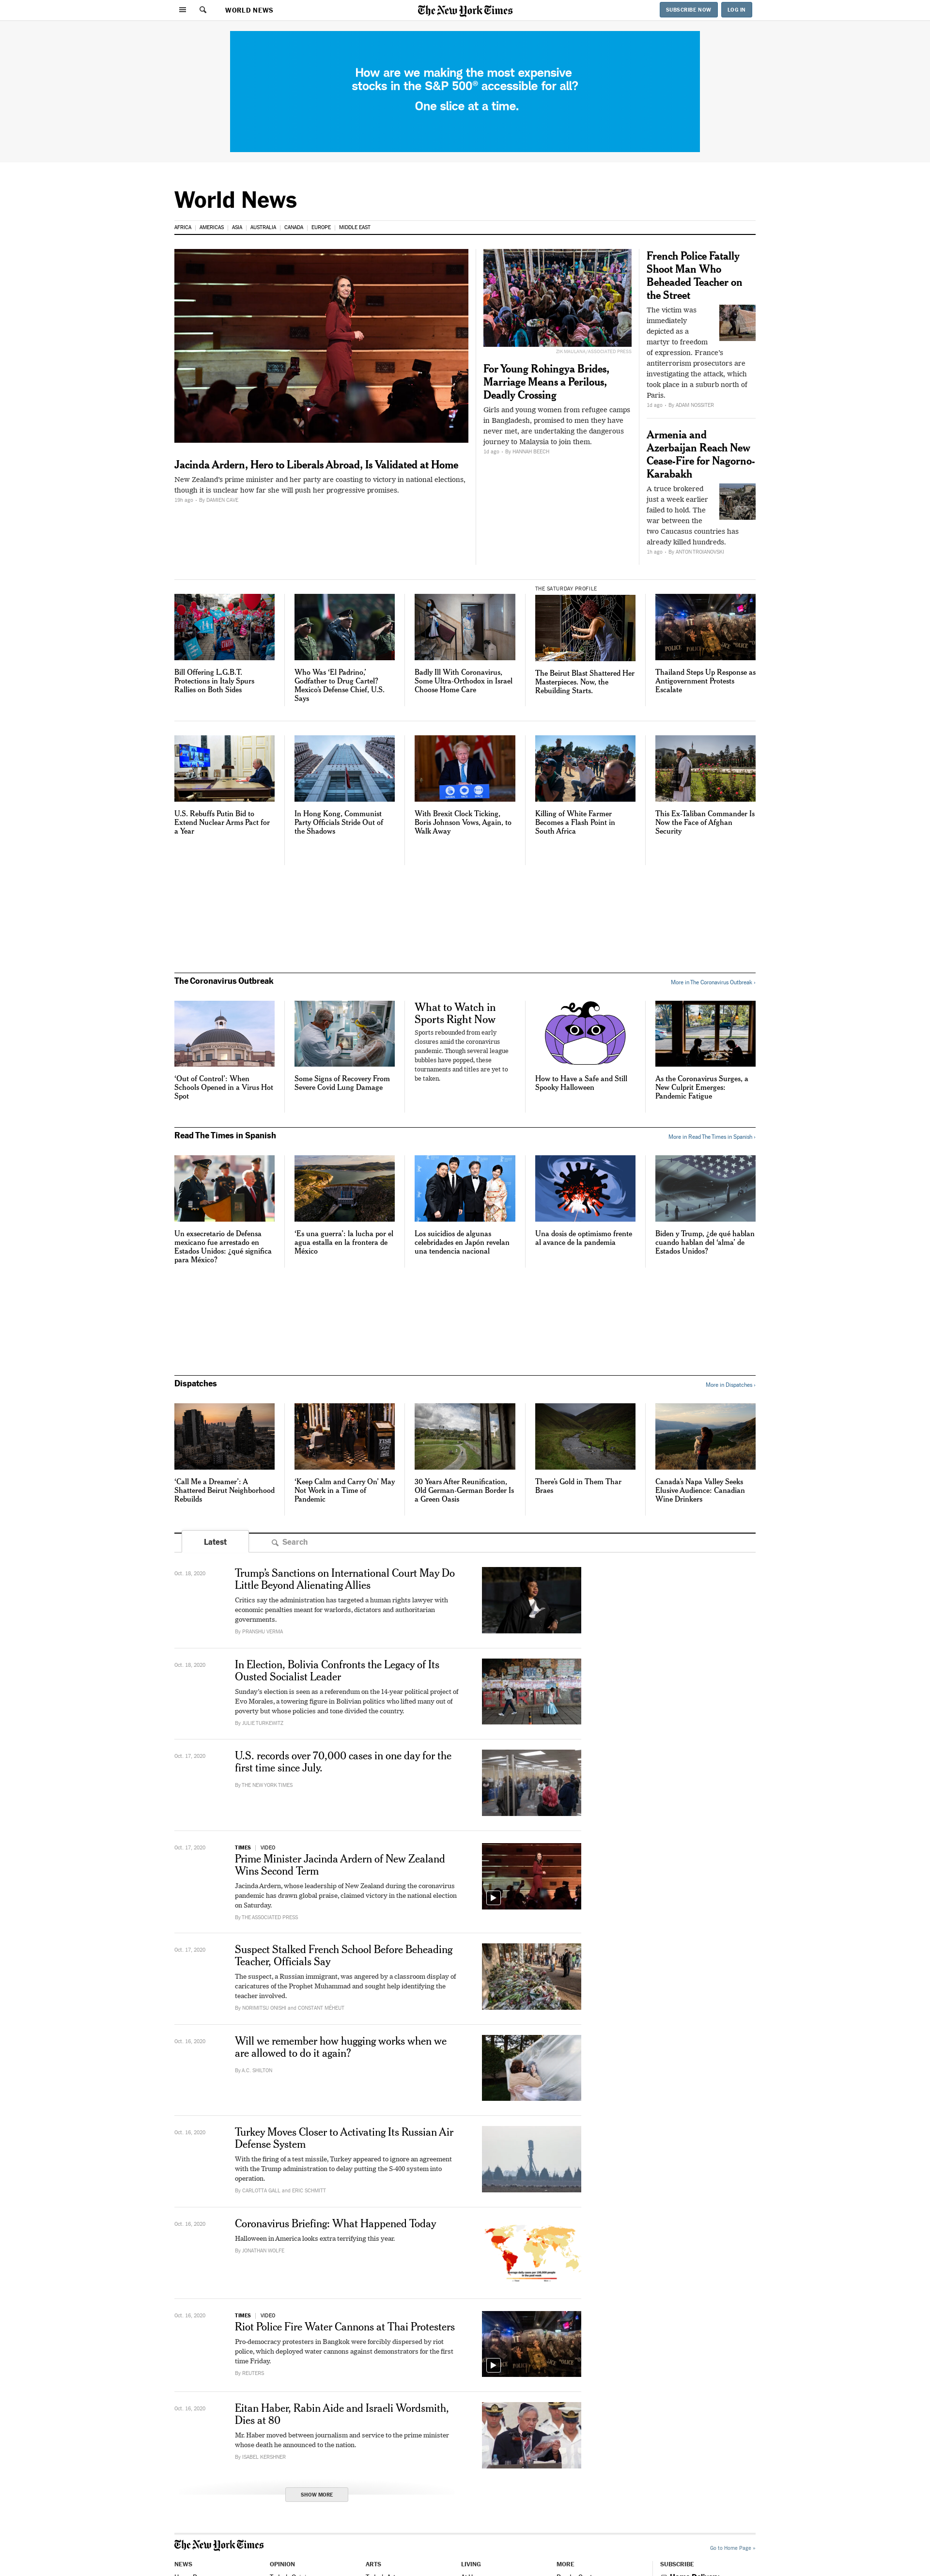 WORLD NEWS
The New York Times
SUBSCRIBE NOW
LOG IN
How are we making the most expensive
stocks in the S&P 500® accessible for all?
One slice at a time.
World News
AFRICA | AMERICAS | ASIA | AUSTRALIA | CANADA | EUROPE | MIDDLE EAST
Jacinda Ardern, Hero to Liberals Abroad, Is Validated at Home
New Zealand's prime minister and her party are coasting to victory in national elections,
though it is unclear how far she will push her progressive promises.
19h ago - By DAMIEN CAVE
ZIK MAULANA/ASSOCIATED PRESS
For Young Rohingya Brides,
Marriage Means a Perilous,
Deadly Crossing
Girls and young women from refugee camps
in Bangladesh, promised to men they have
never met, are undertaking the dangerous
journey to Malaysia to join them.
1d ago - By HANNAH BEECH
French Police Fatally
Shoot Man Who
Beheaded Teacher on
the Street
The victim was
immediately
depicted as a
martyr to freedom
of expression. France's
antiterrorism prosecutors are
investigating the attack, which
took place in a suburb north of
Paris.
1d ago - By ADAM NOSSITER
Armenia and
Azerbaijan Reach New
Cease-Fire for Nagorno-
Karabakh
A truce brokered
just a week earlier
failed to hold. The
war between the
two Caucasus countries has
already killed hundreds.
1h ago - By ANTON TROIANOVSKI
Bill Offering L.G.B.T.
Protections in Italy Spurs
Rallies on Both Sides
Who Was 'El Padrino,'
Godfather to Drug Cartel?
Mexico's Defense Chief, U.S.
Says
Badly Ill With Coronavirus,
Some Ultra-Orthodox in Israel
Choose Home Care
THE SATURDAY PROFILE
The Beirut Blast Shattered Her
Masterpieces. Now, the
Rebuilding Starts.
POLICE
POLICE
Thailand Steps Up Response as
Antigovernment Protests
Escalate
U.S. Rebuffs Putin Bid to
Extend Nuclear Arms Pact for
a Year
In Hong Kong, Communist
Party Officials Stride Out of
the Shadows
With Brexit Clock Ticking,
Boris Johnson Vows, Again, to
Walk Away
Killing of White Farmer
Becomes a Flash Point in
South Africa
This Ex-Taliban Commander Is
Now the Face of Afghan
Security
The Coronavirus Outbreak
More in The Coronavirus Outbreak ›
'Out of Control': When
Schools Opened in a Virus Hot
Spot
Some Signs of Recovery From
Severe Covid Lung Damage
What to Watch in
Sports Right Now
Sports rebounded from early
closures amid the coronavirus
pandemic. Though several league
bubbles have popped, these
tournaments and titles are yet to
be taken.
How to Have a Safe and Still
Spooky Halloween
As the Coronavirus Surges, a
New Culprit Emerges:
Pandemic Fatigue
Read The Times in Spanish
More in Read The Times in Spanish ›
Un exsecretario de Defensa
mexicano fue arrestado en
Estados Unidos: ¿qué significa
para México?
'Es una guerra': la lucha por el
agua estalla en la frontera de
México
Los suicidios de algunas
celebridades en Japón revelan
una tendencia nacional
Una dosis de optimismo frente
al avance de la pandemia
Biden y Trump, ¿de qué hablan
cuando hablan del 'alma' de
Estados Unidos?
Dispatches
More in Dispatches ›
'Call Me a Dreamer': A
Shattered Beirut Neighborhood
Rebuilds
'Keep Calm and Carry On' May
Not Work in a Time of
Pandemic
30 Years After Reunification,
Old German-German Border Is
a Green Oasis
There's Gold in Them Thar
Braes
Canada's Napa Valley Seeks
Elusive Audience: Canadian
Wine Drinkers
Latest
Search
Oct. 18, 2020
Trump's Sanctions on International Court May Do
Little Beyond Alienating Allies
Critics say the administration has targeted a human rights lawyer with
economic penalties meant for warlords, dictators and authoritarian
governments.
By PRANSHU VERMA
Oct. 18, 2020
In Election, Bolivia Confronts the Legacy of Its
Ousted Socialist Leader
Sunday's election is seen as a referendum on the 14-year political project of
Evo Morales, a towering figure in Bolivian politics who lifted many out of
poverty but whose policies and tone divided the country.
By JULIE TURKEWITZ
Oct. 17, 2020
U.S. records over 70,000 cases in one day for the
first time since July.
By THE NEW YORK TIMES
Oct. 17, 2020
TIMES | VIDEO
Prime Minister Jacinda Ardern of New Zealand
Wins Second Term
Jacinda Ardern, whose leadership of New Zealand during the coronavirus
pandemic has drawn global praise, claimed victory in the national election
on Saturday.
By THE ASSOCIATED PRESS
Oct. 17, 2020
Suspect Stalked French School Before Beheading
Teacher, Officials Say
The suspect, a Russian immigrant, was angered by a classroom display of
caricatures of the Prophet Muhammad and sought help identifying the
teacher involved.
By NORIMITSU ONISHI and CONSTANT MÉHEUT
Oct. 16, 2020
Will we remember how hugging works when we
are allowed to do it again?
By A.C. SHILTON
Oct. 16, 2020
Turkey Moves Closer to Activating Its Russian Air
Defense System
With the firing of a test missile, Turkey appeared to ignore an agreement
with the Trump administration to delay putting the S-400 system into
operation.
By CARLOTTA GALL and ERIC SCHMITT
Oct. 16, 2020
Coronavirus Briefing: What Happened Today
Halloween in America looks extra terrifying this year.
By JONATHAN WOLFE
Oct. 16, 2020
TIMES | VIDEO
Riot Police Fire Water Cannons at Thai Protesters
Pro-democracy protesters in Bangkok were forcibly dispersed by riot
police, which deployed water cannons against demonstrators for the first
time Friday.
By REUTERS
Oct. 16, 2020
Eitan Haber, Rabin Aide and Israeli Wordsmith,
Dies at 80
Mr. Haber moved between journalism and service to the prime minister
whose death he announced to the nation.
By ISABEL KERSHNER
SHOW MORE
The New York Times
Go to Home Page »
NEWS
OPINION
ARTS
LIVING
MORE
SUBSCRIBE